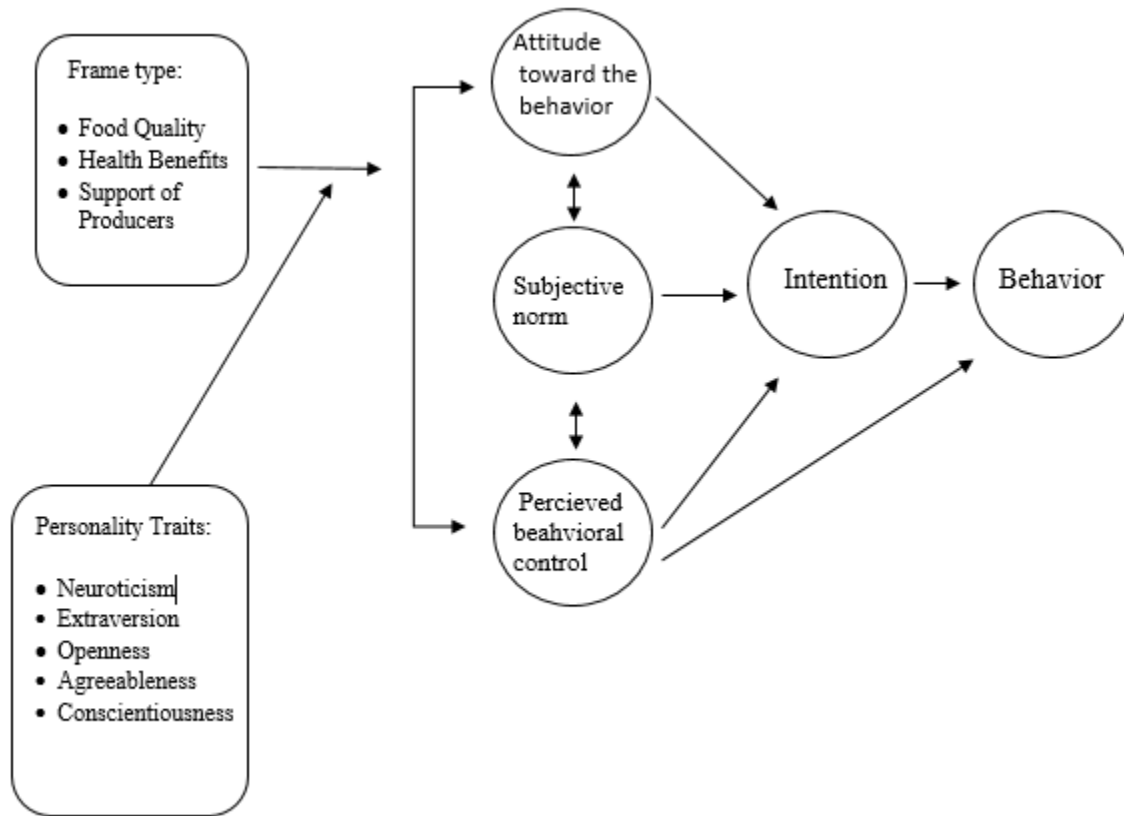 Frame type:
● Food Quality
● Health Benefits
● Support of
Producers
Personality Traits:
● Neuroticism
• Extraversion
● Openness
• Agreeableness
• Conscientiousness
Attitude
toward the
behavior
Subjective
norm
Percieved
beahvioral
control
Intention
Behavior